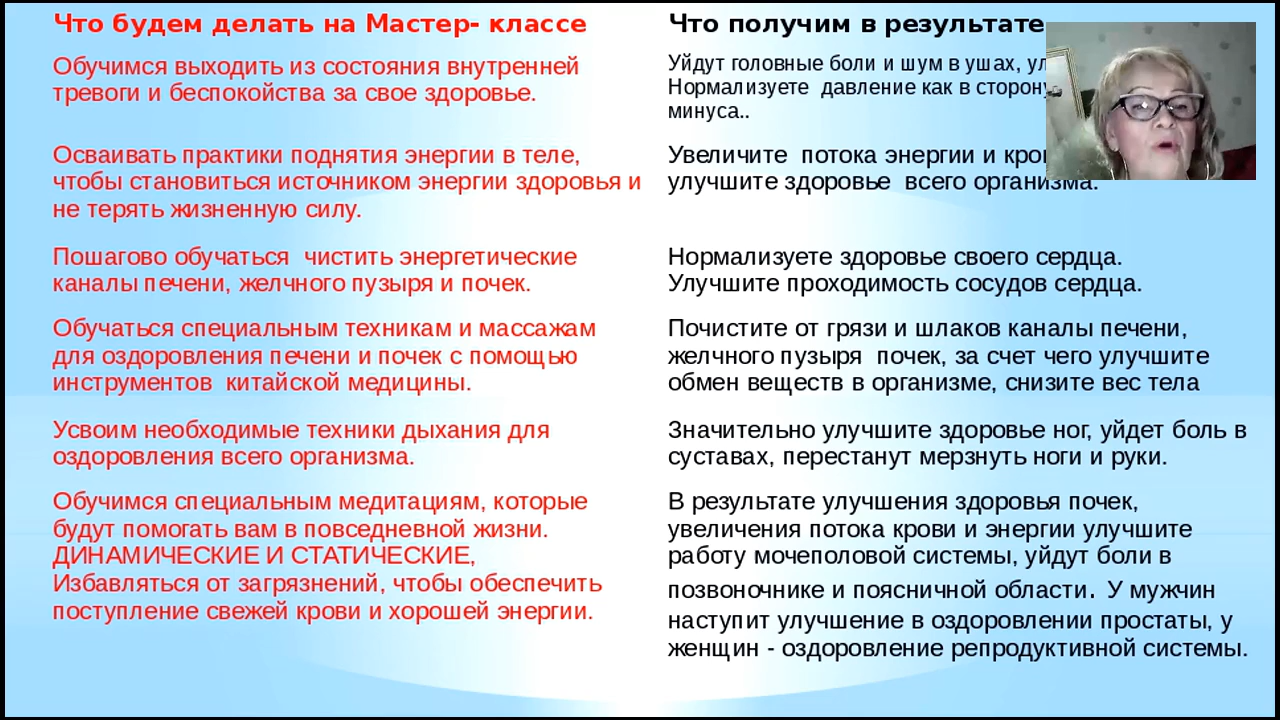 Что будем делать на Мастер- классе
Обучимся выходить из состояния внутренней
тревоги и беспокойства за свое здоровье.
Осваивать практики поднятия энергии в теле,
чтобы становиться источником энергии здоровья и
не терять жизненную силу.
Пошагово обучаться  чистить энергетические
каналы печени, желчного пузыря и почек.
Обучаться специальным техникам и массажам
для оздоровления печени и почек с помощью
инструментов  китайской медицины.
Усвоим необходимые техники дыхания для
оздоровления всего организма.
Обучимся специальным медитациям, которые
будут помогать вам в повседневной жизни.
ДИНАМИЧЕСКИЕ И СТАТИЧЕСКИЕ,
Избавляться от загрязнений, чтобы обеспечить
поступление свежей крови и хорошей энергии.
Что получим в результате
Уйдут головные боли и шум в ушах,
Нормализуете  давление как в сторону
минуса..
Увеличите  потока энергии и
улучшите здоровье  всего организма.
Нормализуете здоровье своего сердца.
Улучшите проходимость сосудов сердца.
Почистите от грязи и шлаков каналы печени,
желчного пузыря  почек, за счет чего улучшите
обмен веществ в организме, снизите вес тела
Значительно улучшите здоровье ног, уйдет боль в
суставах, перестанут мерзнуть ноги и руки.
В результате улучшения здоровья почек,
увеличения потока крови и энергии улучшите
работу мочеполовой системы, уйдут боли в
позвоночнике и поясничной области. У мужчин
наступит улучшение в оздоровлении простаты, у
женщин - оздоровление репродуктивной системы.